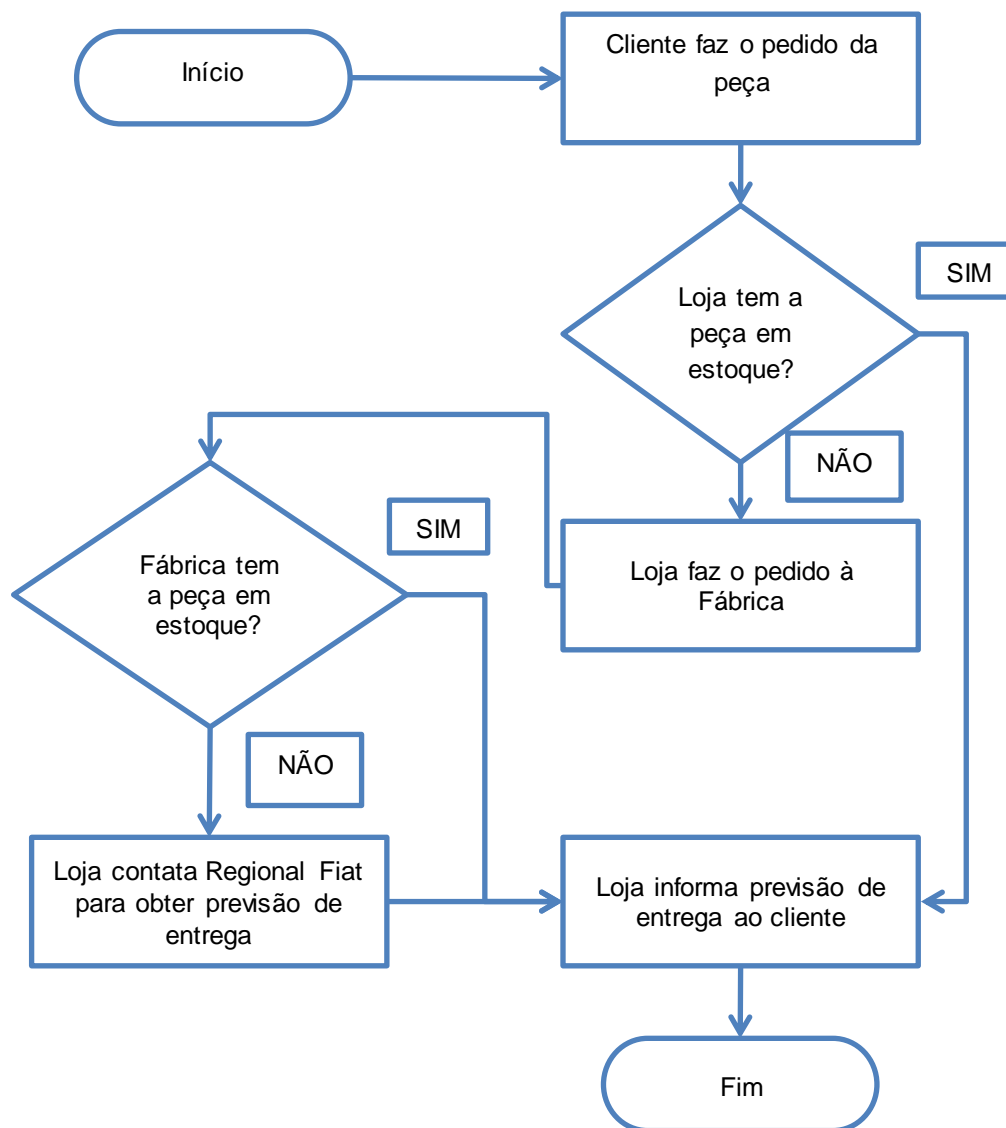 Início
Cliente faz o pedido da
peça
Loja tem a
peça em
estoque?
SIM
NÃO
Loja faz o pedido à
Fábrica
Fábrica tem
a peça em
estoque?
SIM
NÃO
Loja contata Regional Fiat
para obter previsão de
entrega
Loja informa previsão de
entrega ao cliente
Fim